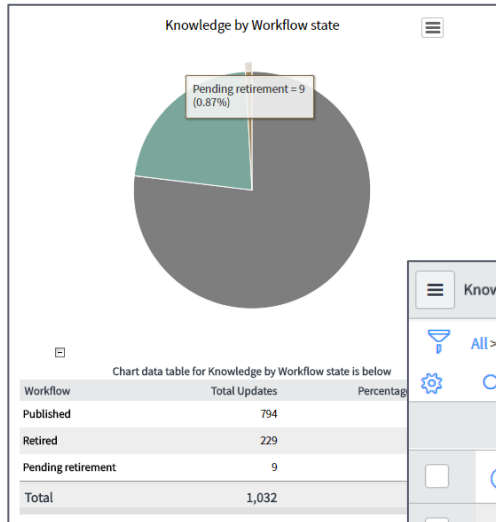 Knowledge by Workflow state
Pending retirement = 9
(0.87%)
Chart data table for Knowledge by Workflow state is below
Workflow Total Updates
Published 794
Retired 229
Pending retirement 9
Total 1,032
All >